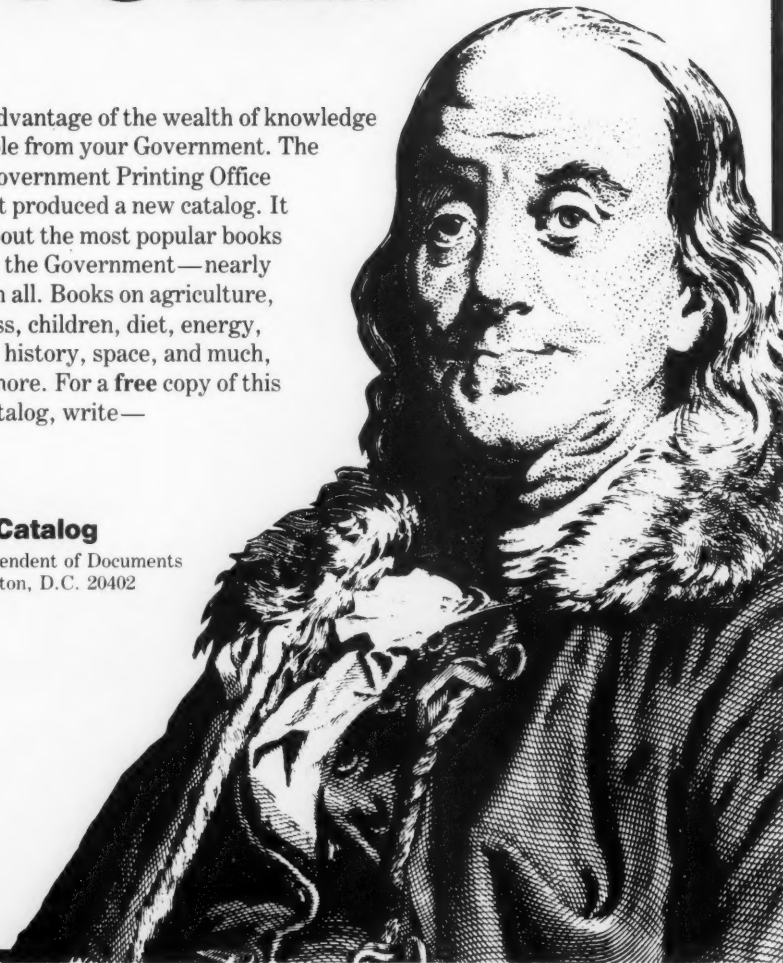 dvantage of the wealth of knowledge
le from your Government. The
overnment Printing Office
t produced a new catalog. It
out the most popular books
the Government—nearly
n all. Books on agriculture,
ss, children, diet, energy,
history, space, and much,
nore. For a free copy of this
talog, write—
Catalog
endent of Documents
ton, D.C. 20402